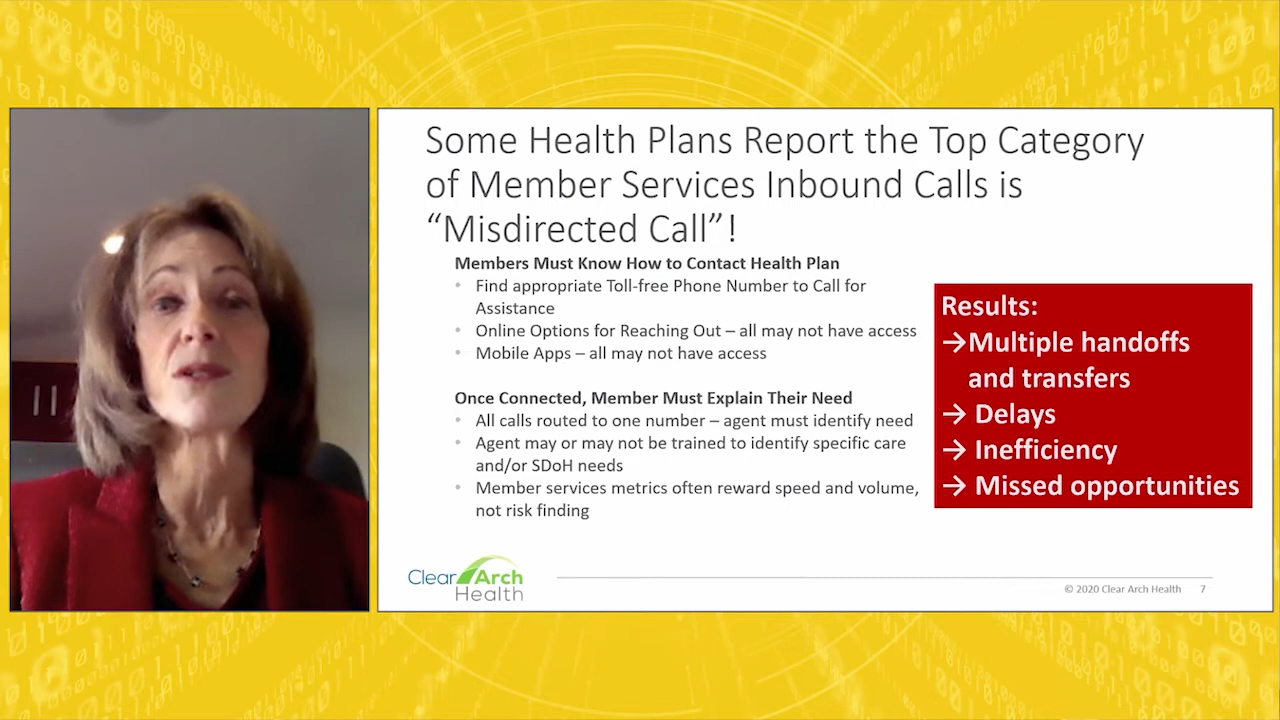 Some Health Plans Report the Top Category
of Member Services Inbound Calls is
“Misdirected Call”!
Members Must Know How to Contact Health Plan
• Find appropriate Toll-free Phone Number to Call for
Assistance
• Online Options for Reaching Out – all may not have access
• Mobile Apps – all may not have access
Once Connected, Member Must Explain Their Need
• All calls routed to one number – agent must identify need
• Agent may or may not be trained to identify specific care
and/or SDoH needs
• Member services metrics often reward speed and volume,
not risk finding
Results:
→Multiple handoffs
and transfers
→ Delays
→ Inefficiency
→ Missed opportunities
ClearArch
Health
© 2020 Clear Arch Health 7